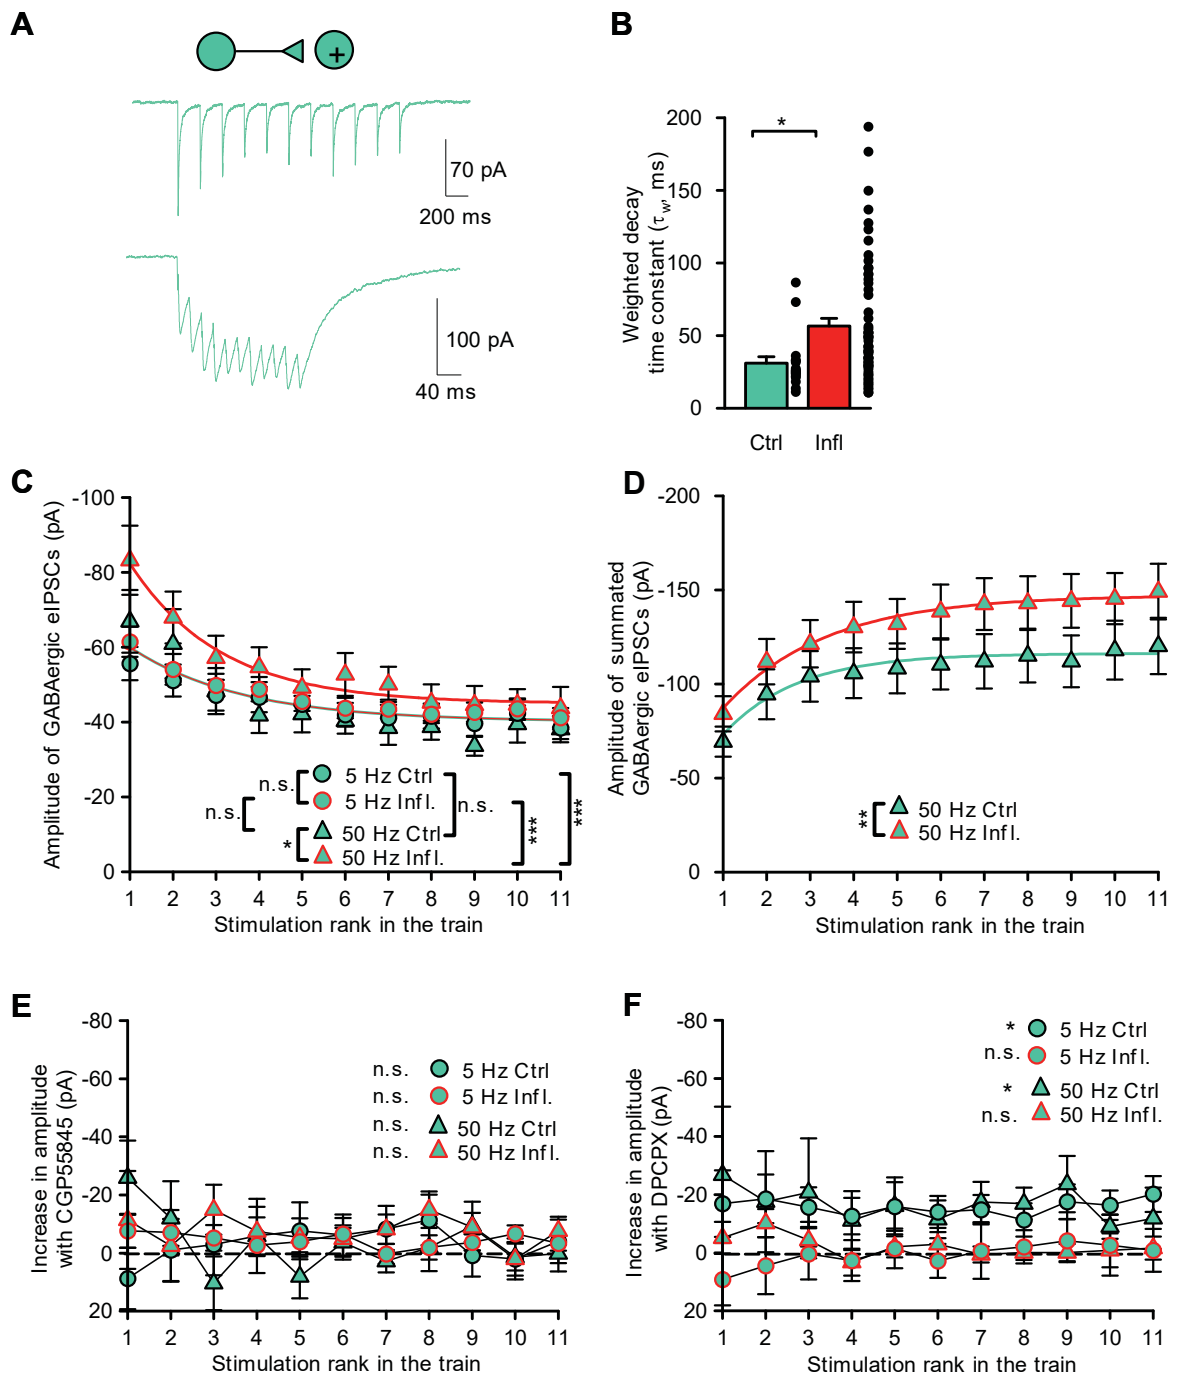 A
70 pA
200 ms
100 pA
40 ms
B
Weighted decay
time constant (τw, ms)
200
150
100
50
0
*
Ctrl
Infl
C
Amplitude of GABAergic eIPSCs (pA)
-100
-80
-60
-40
-20
0
n.s.
5 Hz Ctrl
5 Hz Infl.
n.s.
50 Hz Ctrl
50 Hz Infl.
*
n.s.
***
***
1 2 3 4 5 6 7 8 9 10 11
Stimulation rank in the train
D
Amplitude of summated
GABAergic eIPSCs (pA)
-200
-150
-100
-50
0
**
50 Hz Ctrl
50 Hz Infl.
1 2 3 4 5 6 7 8 9 10 11
Stimulation rank in the train
E
Increase in amplitude
with CGP55845 (pA)
-80
-60
-40
-20
0
20
n.s. 5 Hz Ctrl
n.s. 5 Hz Infl.
n.s. 50 Hz Ctrl
n.s. 50 Hz Infl.
1 2 3 4 5 6 7 8 9 10 11
Stimulation rank in the train
F
Increase in amplitude
with DPCPX (pA)
-80
-60
-40
-20
0
20
* 5 Hz Ctrl
n.s. 5 Hz Infl.
* 50 Hz Ctrl
n.s. 50 Hz Infl.
1 2 3 4 5 6 7 8 9 10 11
Stimulation rank in the train